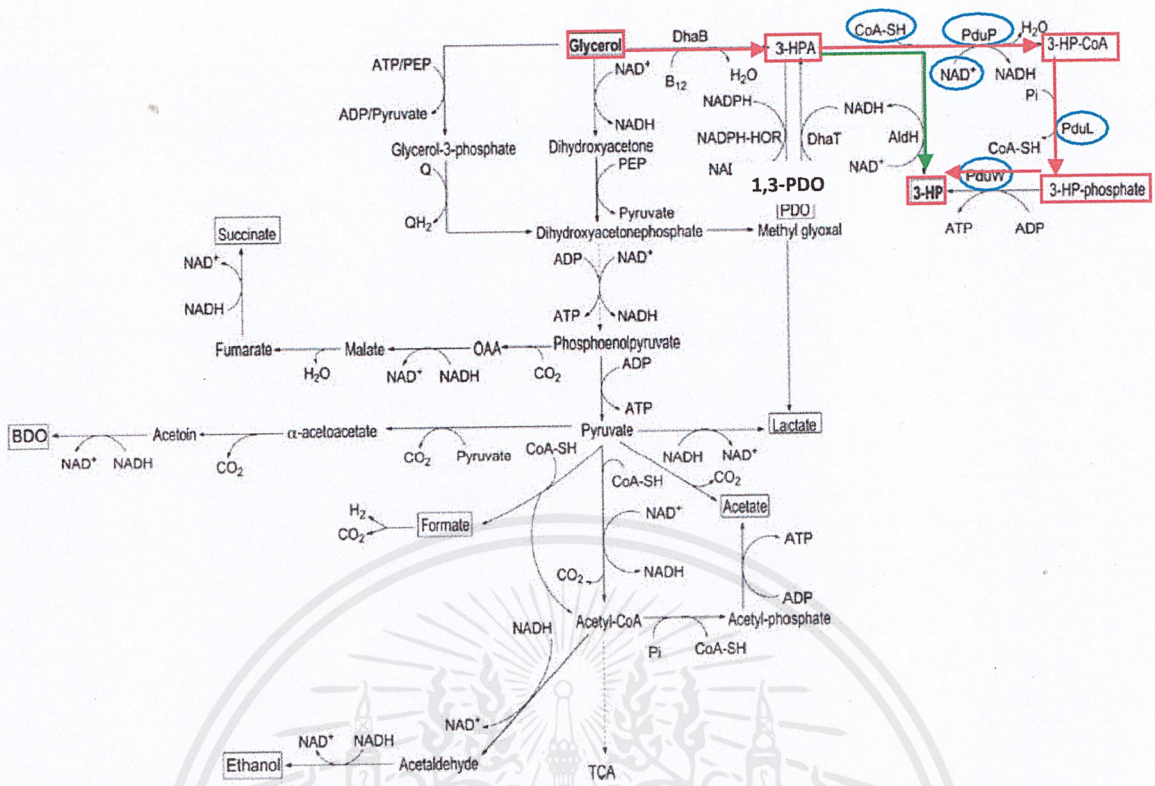 CoA-SH
PduP
H₂O
Glycerol
DhaB
3-HPA
3-HP-CoA
ATP/PEP
NAD⁺
B₁₂
H₂O
NAD⁺
NADH
NADPH
NADH
Pi
ADP/Pyruvate
NADH
NADPH-HOR
DhaT
AldH
CoA-SH
PduL
Glycerol-3-phosphate
Dihydroxyacetone
NAD⁺
Q
PEP
1,3-PDO
PduW
3-HP
3-HP-phosphate
QH₂
Pyruvate
PDO
ATP
ADP
Succinate
Dihydroxyacetonephosphate
Methyl glyoxal
NAD⁺
ADP
NAD⁺
NADH
ATP
NADH
Fumarate
Malate
OAA
Phosphoenolpyruvate
H₂O
NAD⁺
NADH
CO₂
ADP
ATP
BDO
Acetoin
α-acetoacetate
Pyruvate
Lactate
NAD⁺
NADH
CO₂
CO₂
Pyruvate
CoA-SH
NADH
NAD⁺
CoA-SH
CO₂
H₂
CO₂
Formate
NAD⁺
Acetate
ATP
CO₂
NADH
ADP
NADH
Acetyl-CoA
Acetyl-phosphate
Pi
CoA-SH
NAD⁺
NAD⁺
NADH
Ethanol
Acetaldehyde
TCA